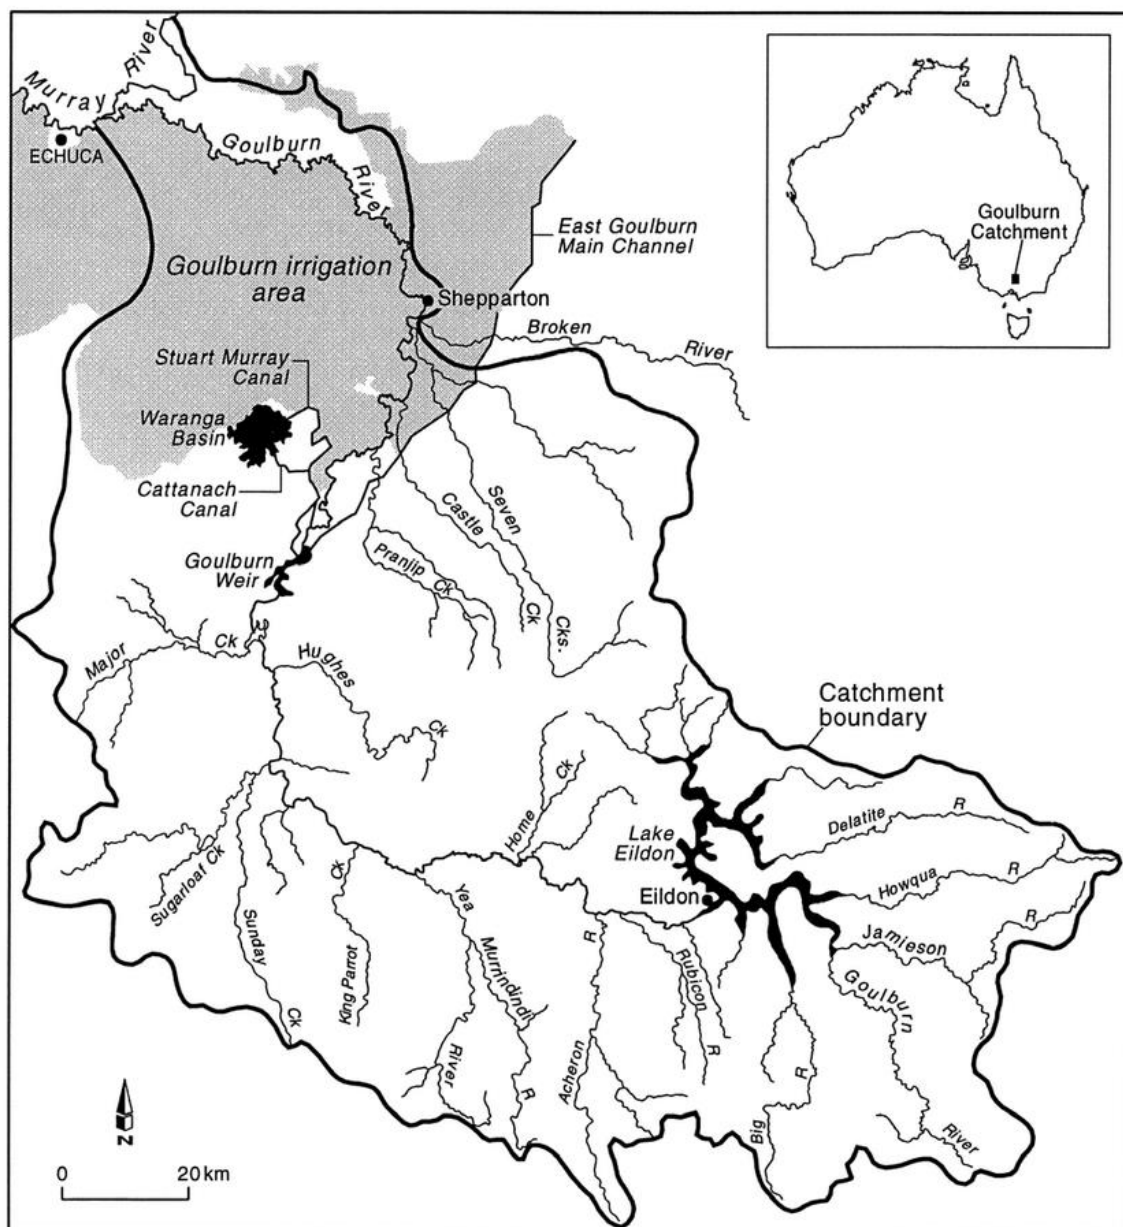 Murray River
ECHUCA
Goulburn River
East Goulburn
Main Channel
Goulburn
Catchment
Goulburn irrigation
area
Shepparton
Broken River
Stuart Murray
Canal
Waranga
Basin
Cattanach
Canal
Goulburn
Weir
Castle Ck
Seven Cks.
Pranjip Ck
Major Ck
Hughes Ck
Catchment
boundary
Home Ck
Lake
Eildon
Eildon
Delatite R
Howqua R
Jamieson R
Goulburn River
Sugarloaf Ck
Sunday Ck
King Parrot Ck
Yea River
Murrindindi R
Acheron R
Rubicon R
Big R
N
0 20 km